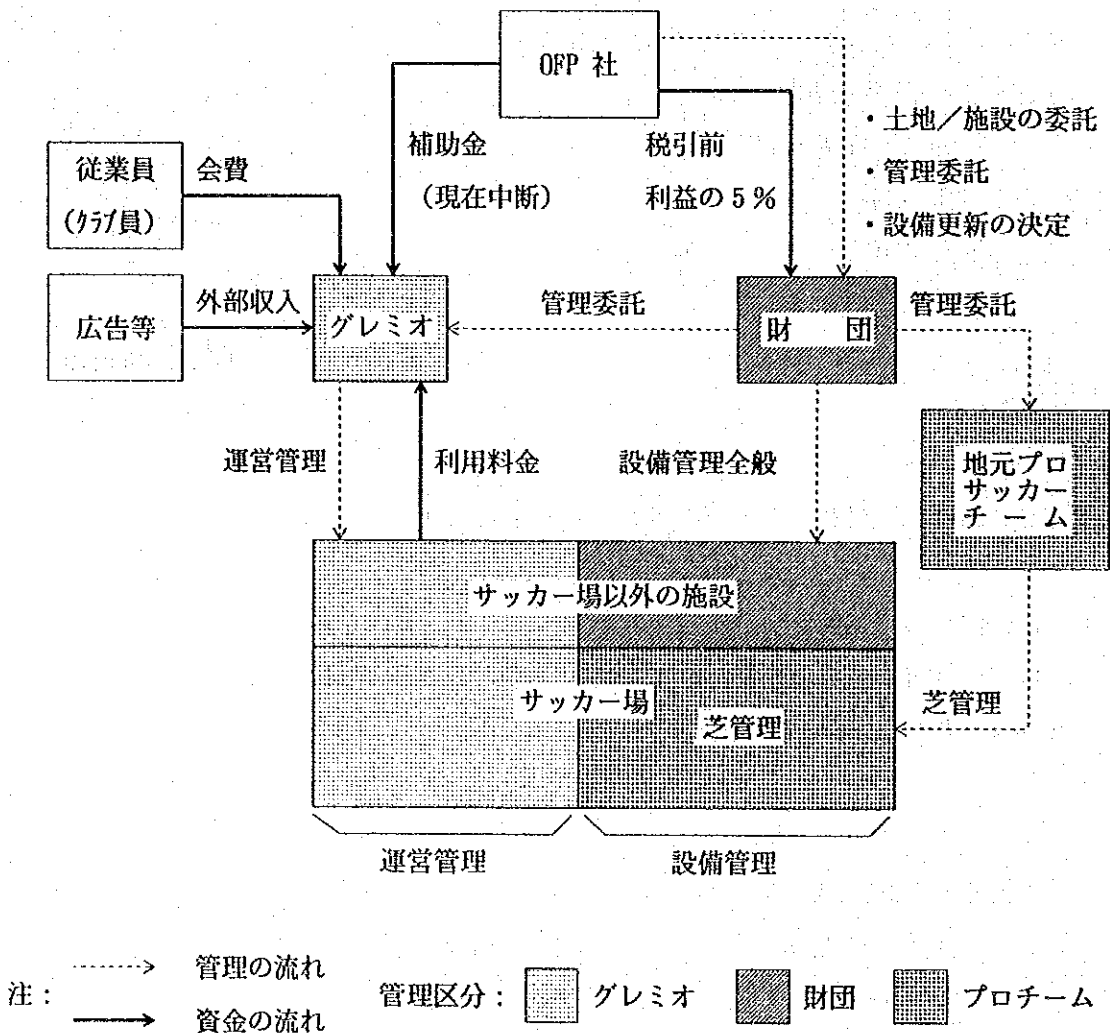 OFP 社
補助金
(現在中断)
税引前
利益の5%
・土地/施設の委託
・管理委託
・設備更新の決定
従業員
(クラブ員)
会費
広告等
外部収入
グレミオ
管理委託
財 団
管理委託
運営管理
利用料金
設備管理全般
地元プロ
サッカー
チーム
サッカー場以外の施設
サッカー場
芝管理
芝管理
運営管理
設備管理
注:
管理の流れ
資金の流れ
管理区分:
グレミオ
財団
プロチーム